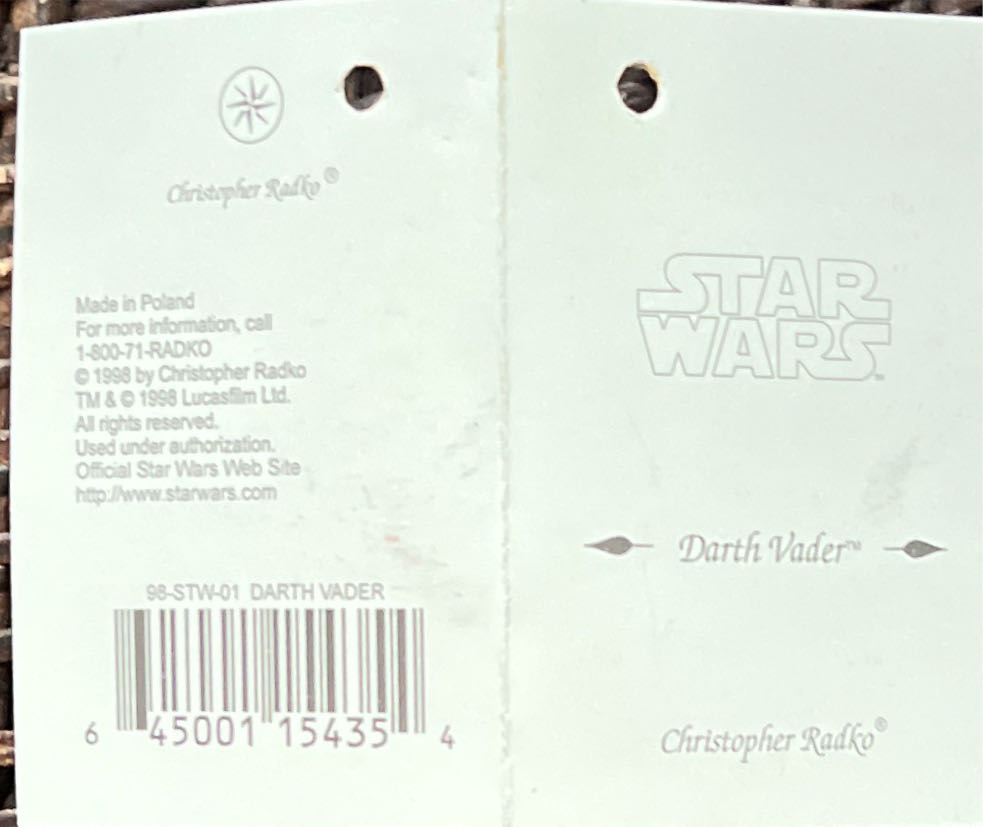 Christopher Radko®
Made in Poland
For more information, call
1-800-71-RADKO
© 1998 by Christopher Radko
TM & © 1998 Lucasfilm Ltd.
All rights reserved.
Used under authorization.
Official Star Wars Web Site
http://www.starwars.com
98-STW-01 DARTH VADER
6 45001 15435 4
STAR
WARS
Darth Vader™
Christopher Radko®